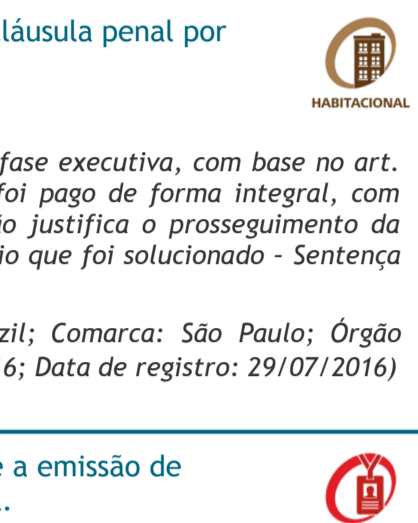 láusula penal por
HABITACIONAL
fase executiva, com base no art.
foi pago de forma integral, com
justifica o prosseguimento da
que foi solucionado – Sentença
Comarca: São Paulo; Órgão
6; Data de registro: 29/07/2016)
a emissão de